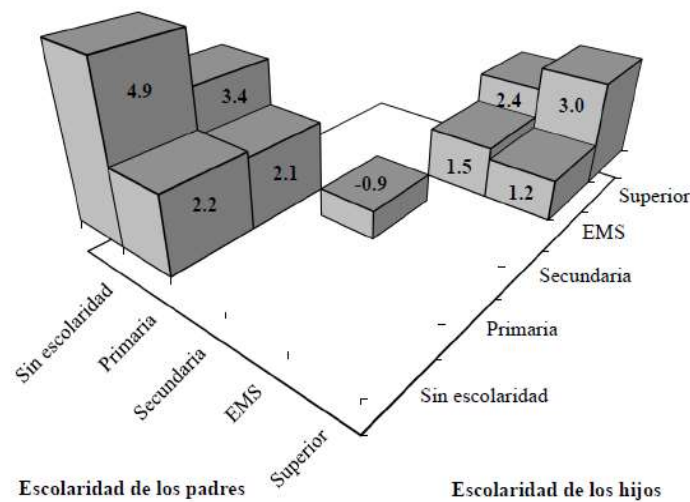 4.9
3.4
2.4
3.0
2.2
2.1
-0.9
1.5
1.2
Superior
EMS
Secundaria
Primaria
Sin escolaridad
Sin escolaridad
Primaria
Secundaria
EMS
Superior
Escolaridad de los padres
Escolaridad de los hijos